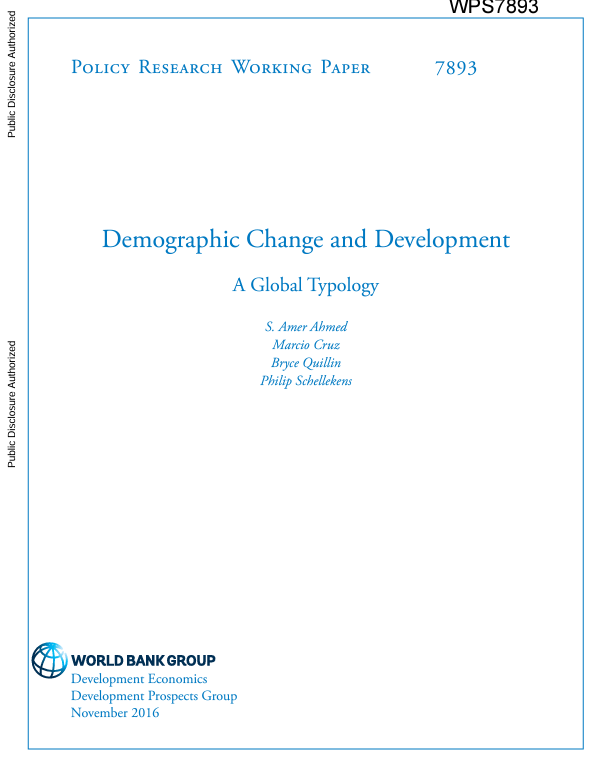 WPS7893
Policy Research Working Paper 7893
Demographic Change and Development
A Global Typology
S. Amer Ahmed
Marcio Cruz
Bryce Quillin
Philip Schellekens
WORLD BANK GROUP
Development Economics
Development Prospects Group
November 2016
Public Disclosure Authorized
Public Disclosure Authorized